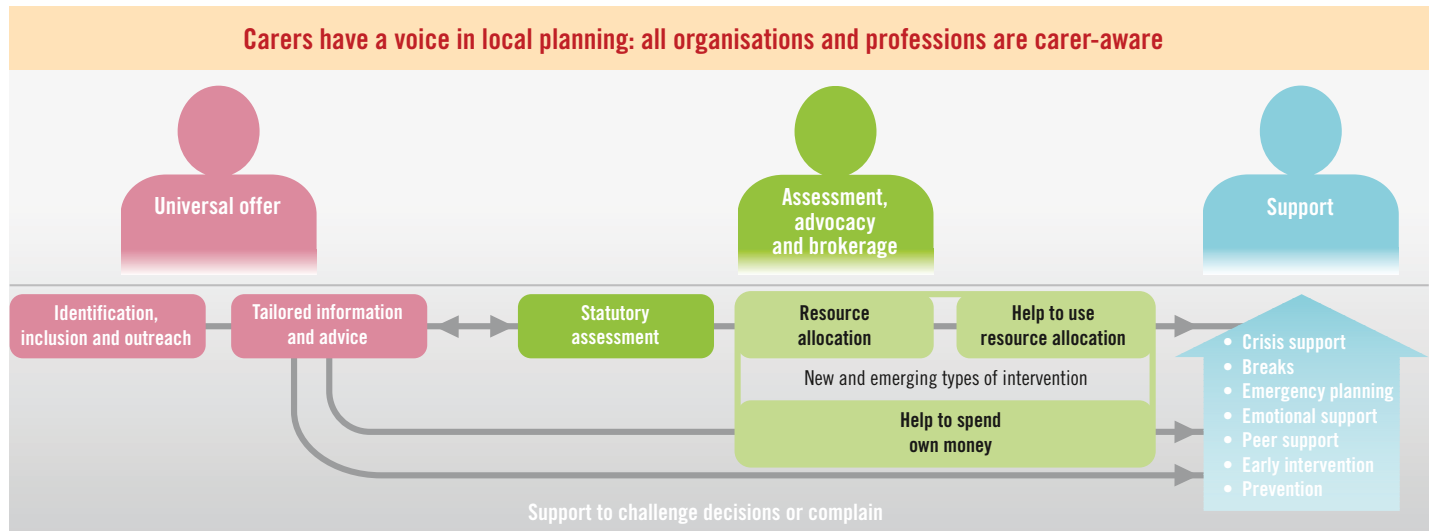 Carers have a voice in local planning: all organisations and professions are carer-aware
Universal offer
Assessment,
advocacy
and brokerage
Support
Identification,
inclusion and outreach
Tailored information
and advice
Statutory
assessment
Resource
allocation
Help to use
resource allocation
New and emerging types of intervention
Help to spend
own money
• Crisis support
• Breaks
• Emergency planning
• Emotional support
• Peer support
• Early intervention
• Prevention
Support to challenge decisions or complain